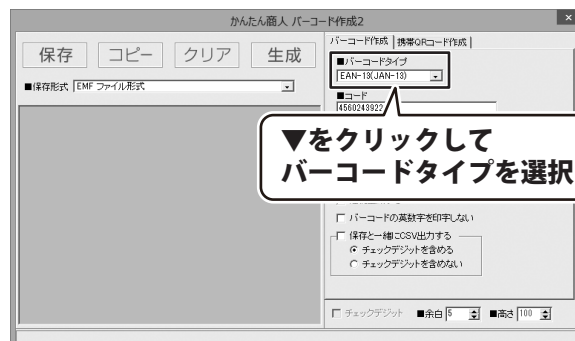 かんたん商人 バーコード作成2
保存 コピー クリア 生成
■保存形式 EMF ファイル形式
バーコード作成 携帯QRコード作成
■バーコードタイプ
EAN-13(JAN-13)
■コード
4560243922
▼をクリックして
バーコードタイプを選択
バーコードの英数字を印字しない
保存と一緒にCSV出力する
チェックデジットを含める
チェックデジットを含めない
チェックデジット ■余白 5 ■高さ 100